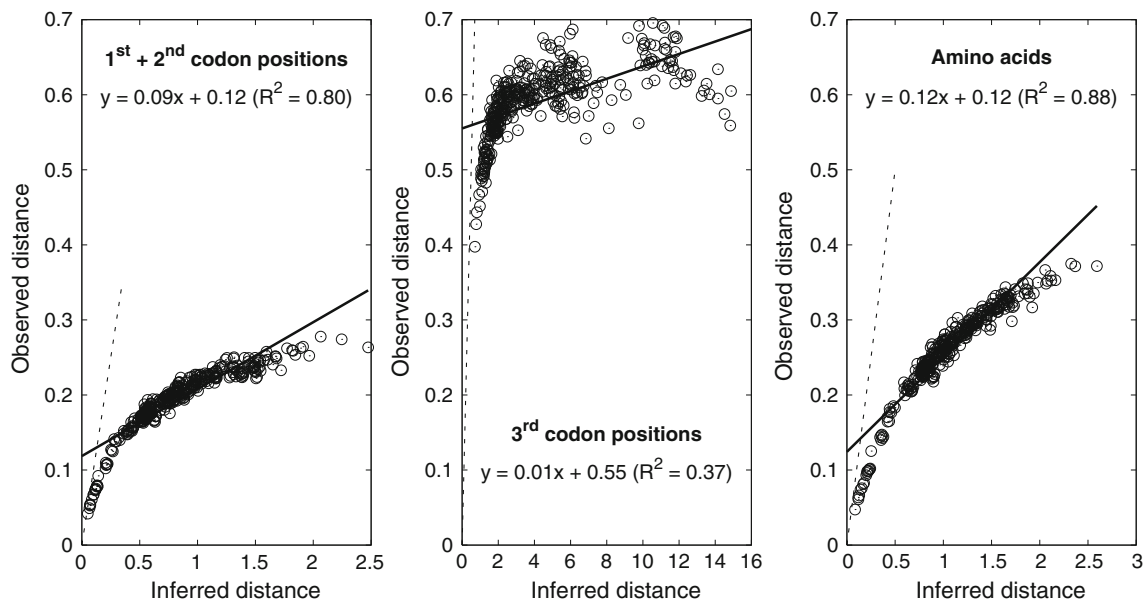 0.7
0.6
0.5
0.4
0.3
0.2
0.1
0
Observed distance
1st + 2nd codon positions
y = 0.09x + 0.12 (R2 = 0.80)
0 0.5 1 1.5 2 2.5
Inferred distance
0.7
0.6
0.5
0.4
0.3
0.2
0.1
0
Observed distance
3rd codon positions
y = 0.01x + 0.55 (R2 = 0.37)
0 2 4 6 8 10 12 14 16
Inferred distance
0.7
0.6
0.5
0.4
0.3
0.2
0.1
0
Observed distance
Amino acids
y = 0.12x + 0.12 (R2 = 0.88)
0 0.5 1 1.5 2 2.5 3
Inferred distance